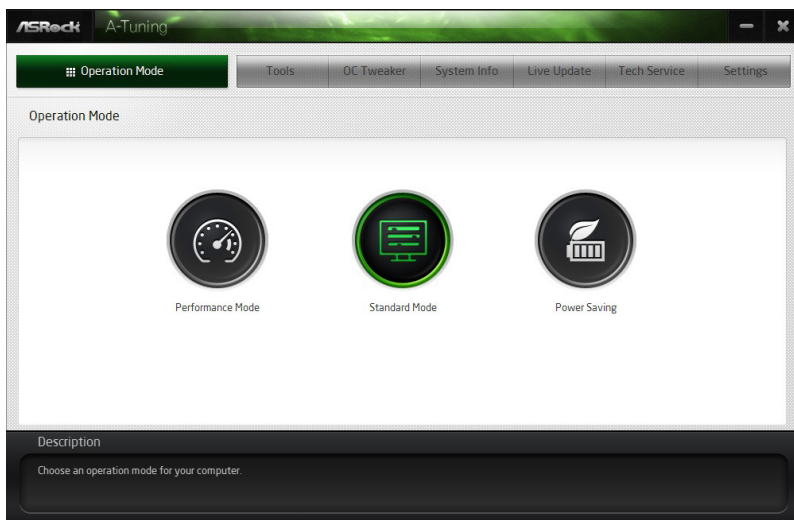 ASRock A-Tuning
Operation Mode Tools OC Tweaker System Info Live Update Tech Service Settings
Operation Mode
Performance Mode Standard Mode Power Saving
Description
Choose an operation mode for your computer.